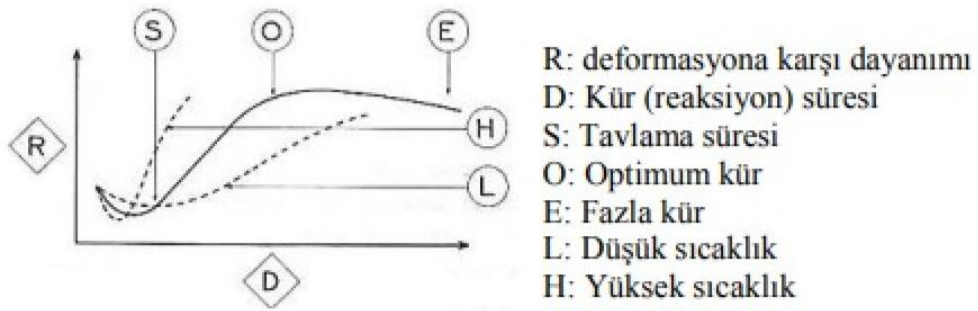 S
O
E
H
L
R
D
R: deformasyona karşı dayanımı
D: Kür (reaksiyon) süresi
S: Tavlama süresi
O: Optimum kür
E: Fazla kür
L: Düşük sıcaklık
H: Yüksek sıcaklık